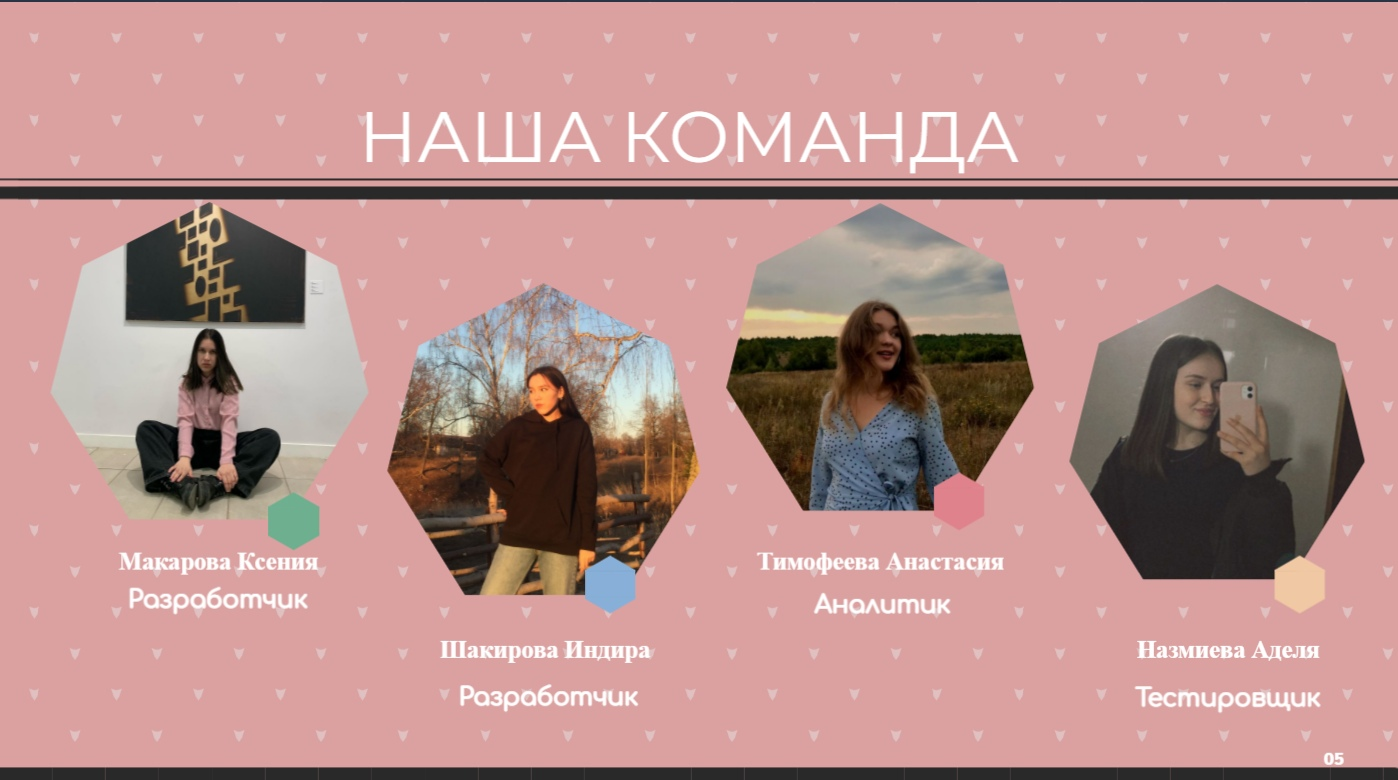 НАША КОМАНДА
Макарова Ксения
Разработчик
Шакирова Индира
Разработчик
Тимофеева Анастасия
Аналитик
Назмиева Аделя
Тестировщик
05